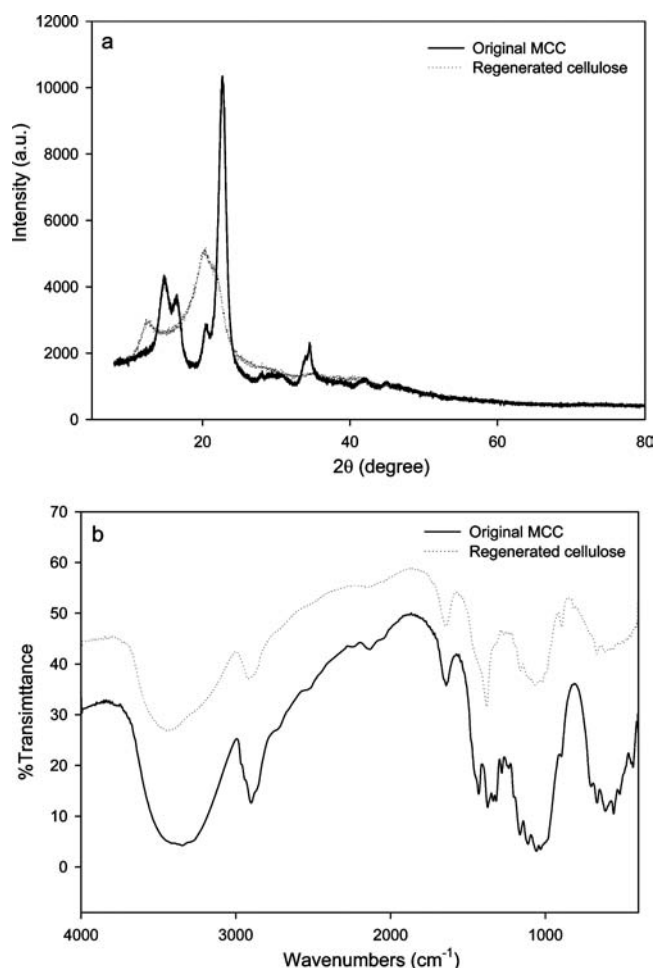 a
Original MCC
Regenerated cellulose
Intensity (a.u.)
12000
10000
8000
6000
4000
2000
0
20 40 60 80
2θ (degree)
b
Original MCC
Regenerated cellulose
%Transimttance
70
60
50
40
30
20
10
0
4000 3000 2000 1000
Wavenumbers (cm⁻¹)